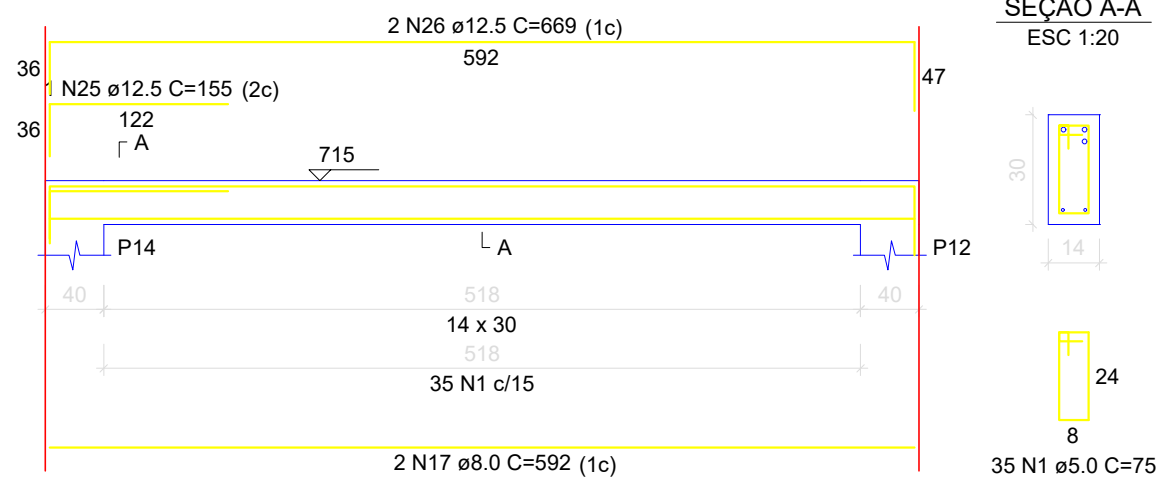 2 N26 ø12.5 C=669 (1c)
592
36
47
1 N25 ø12.5 C=155 (2c)
122
36
A
715
P14
A
P12
40
518
40
14 x 30
518
35 N1 c/15
2 N17 ø8.0 C=592 (1c)
SEÇÃO A-A
ESC 1:20
30
14
24
8
35 N1 ø5.0 C=75